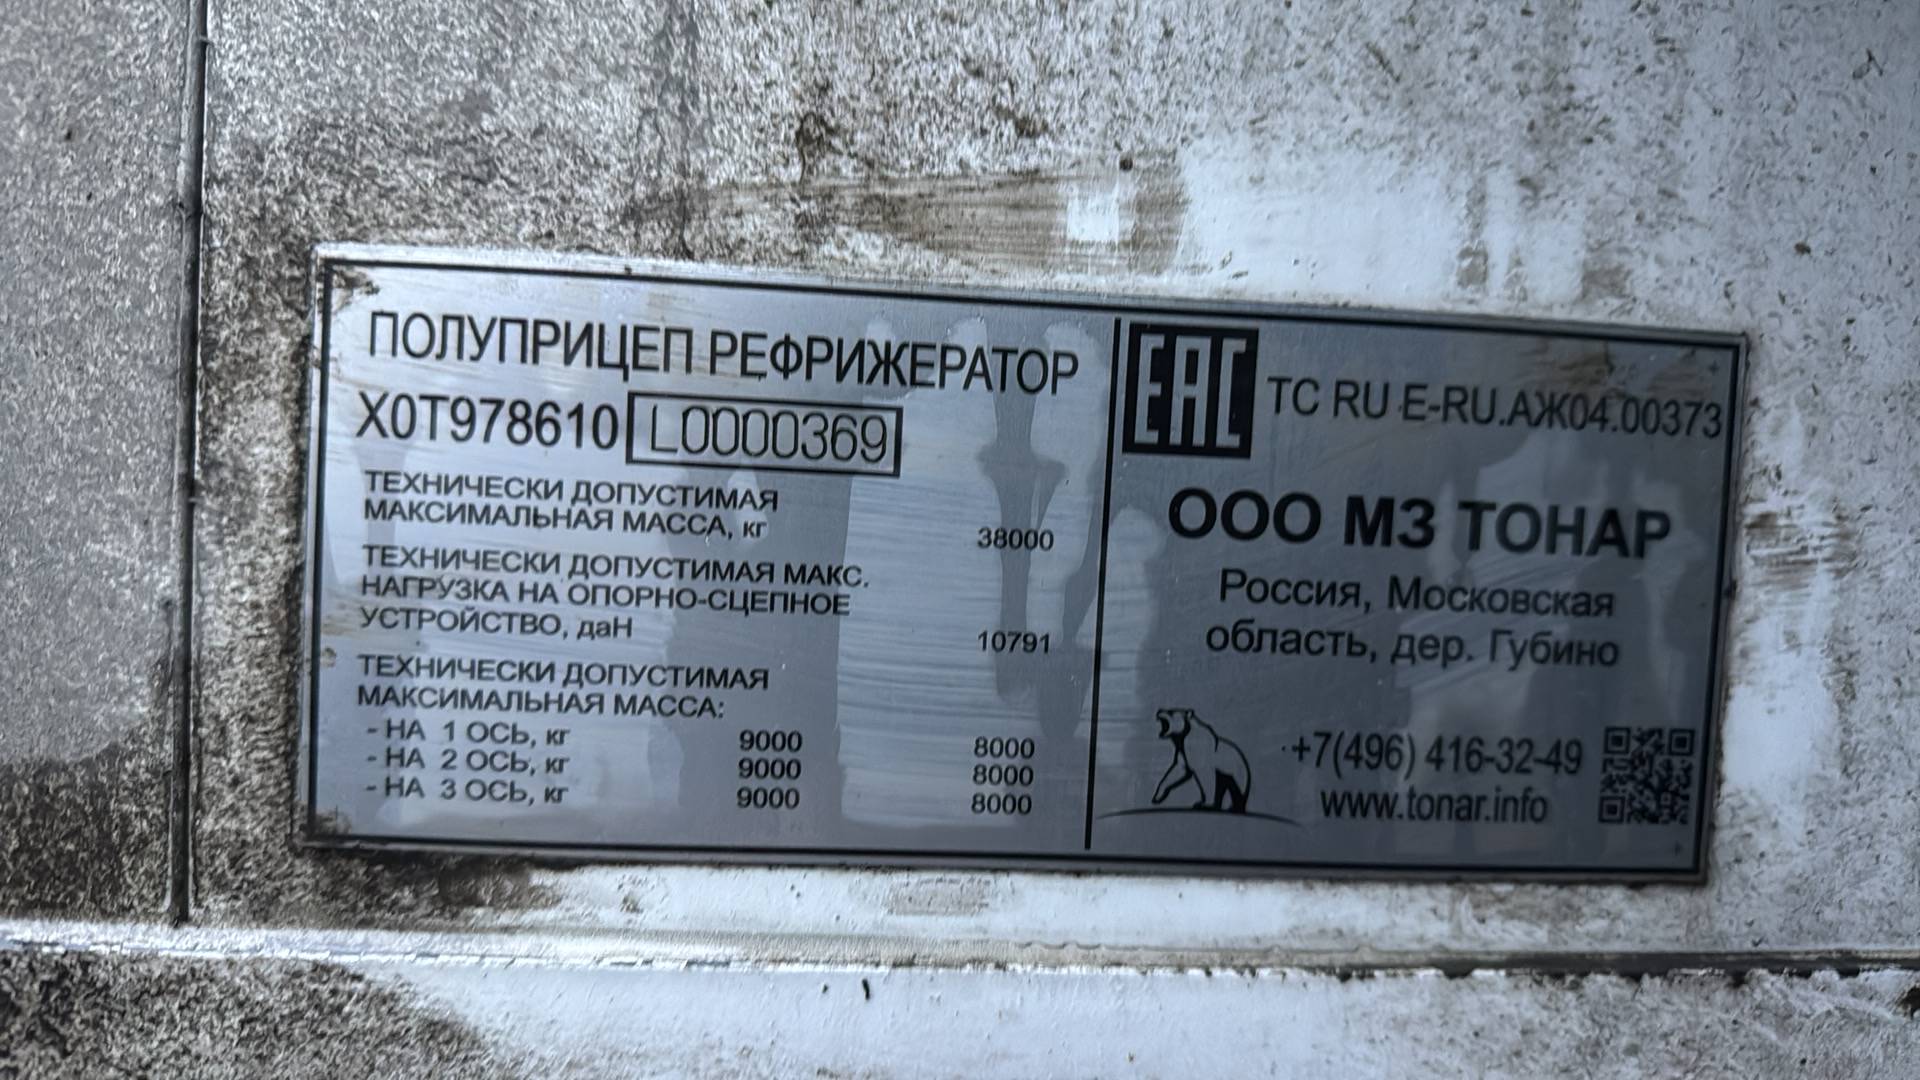 ПОЛУПРИЦЕП РЕФРИЖЕРАТОР
X0T978610 L0000369
ТЕХНИЧЕСКИ ДОПУСТИМАЯ
МАКСИМАЛЬНАЯ МАССА, кг 38000
ТЕХНИЧЕСКИ ДОПУСТИМАЯ МАКС.
НАГРУЗКА НА ОПОРНО-СЦЕПНОЕ
УСТРОЙСТВО, даН 10791
ТЕХНИЧЕСКИ ДОПУСТИМАЯ
МАКСИМАЛЬНАЯ МАССА:
- НА 1 ОСЬ, кг 9000 8000
- НА 2 ОСЬ, кг 9000 8000
- НА 3 ОСЬ, кг 9000 8000
EAC ТС RU E-RU.АЖ04.00373
ООО МЗ ТОНАР
Россия, Московская
область, дер. Губино
+7(496) 416-32-49
www.tonar.info